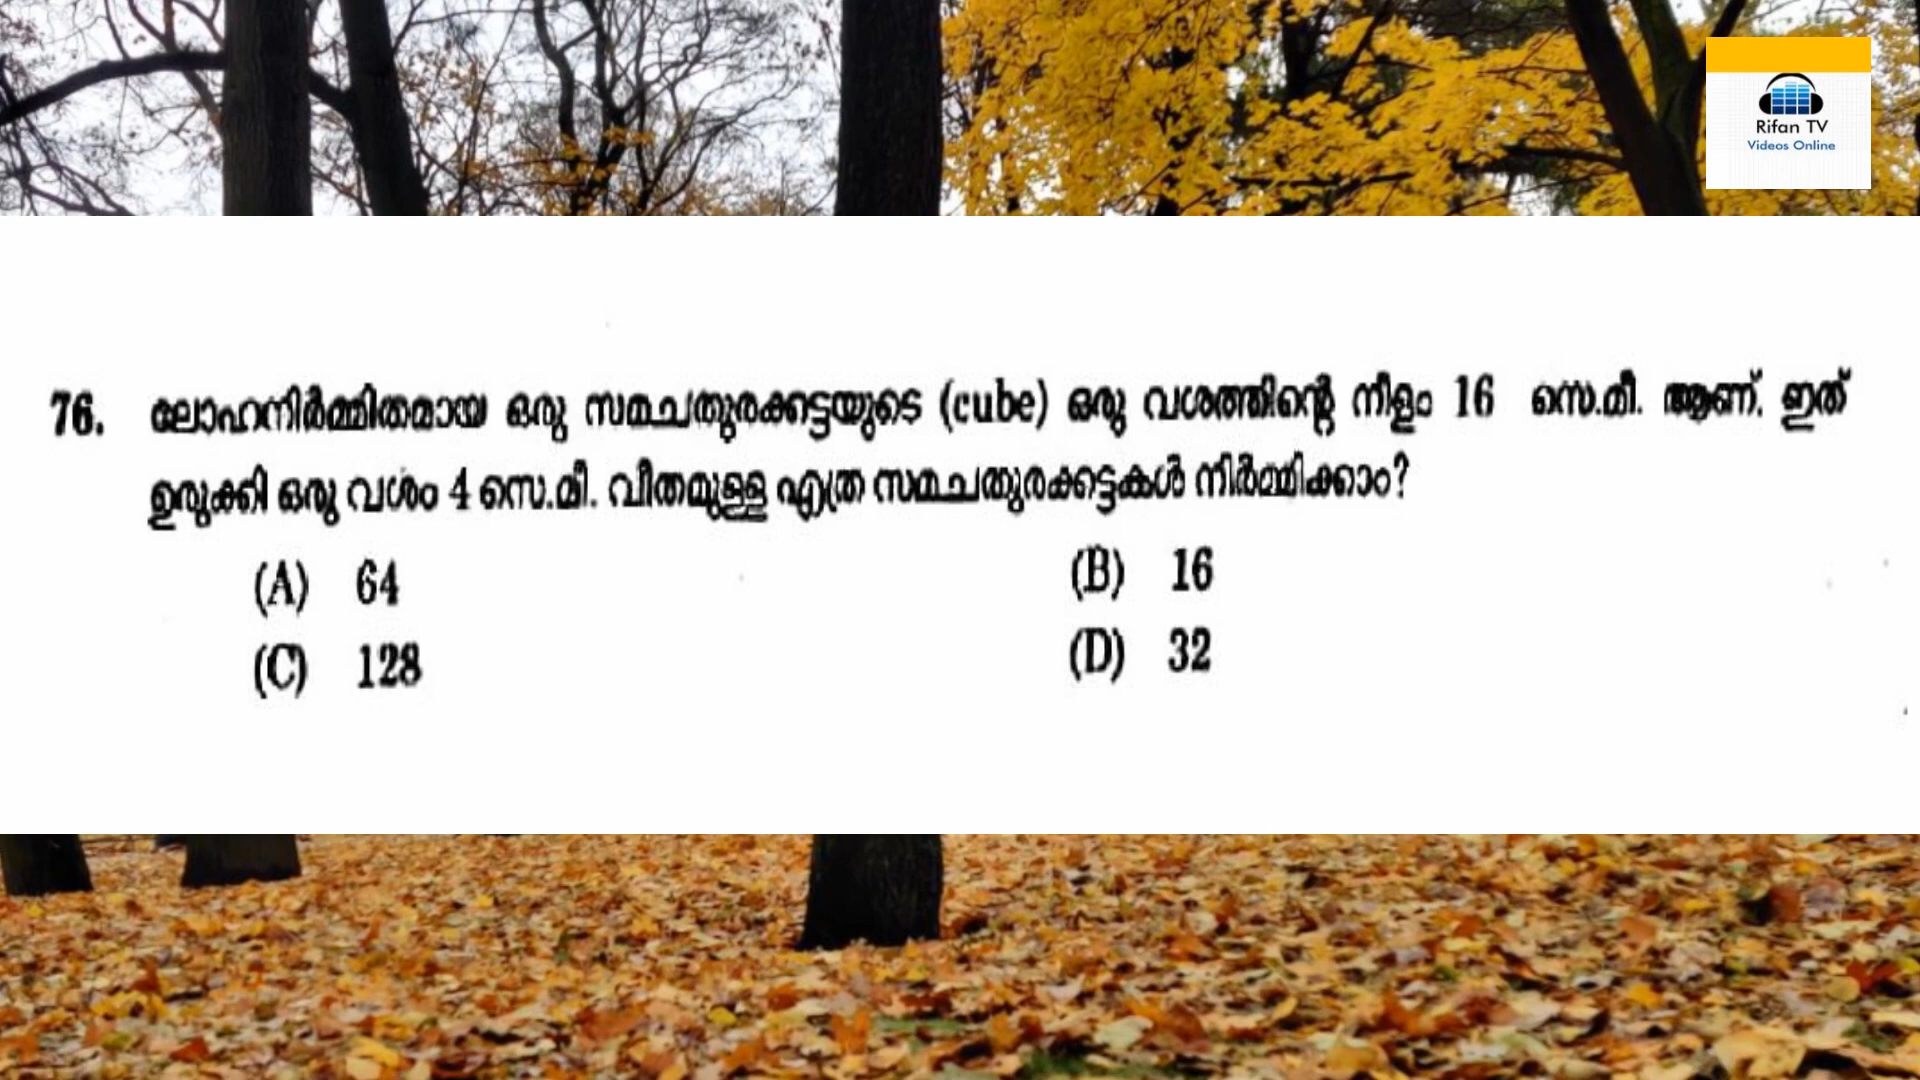 Rifan TV
Videos Online
76. ലോഹനിർമ്മിതമായ ഒരു സമചതുരക്കട്ടയുടെ (cube) ഒരു വശത്തിന്റെ നീളം 16 സെ.മീ. ആണ്. ഇത്
ഉരുക്കി ഒരു വശം 4 സെ.മീ. വീതമുള്ള എത്ര സമചതുരക്കട്ടകൾ നിർമ്മിക്കാം?
(A) 64 (B) 16
(C) 128 (D) 32